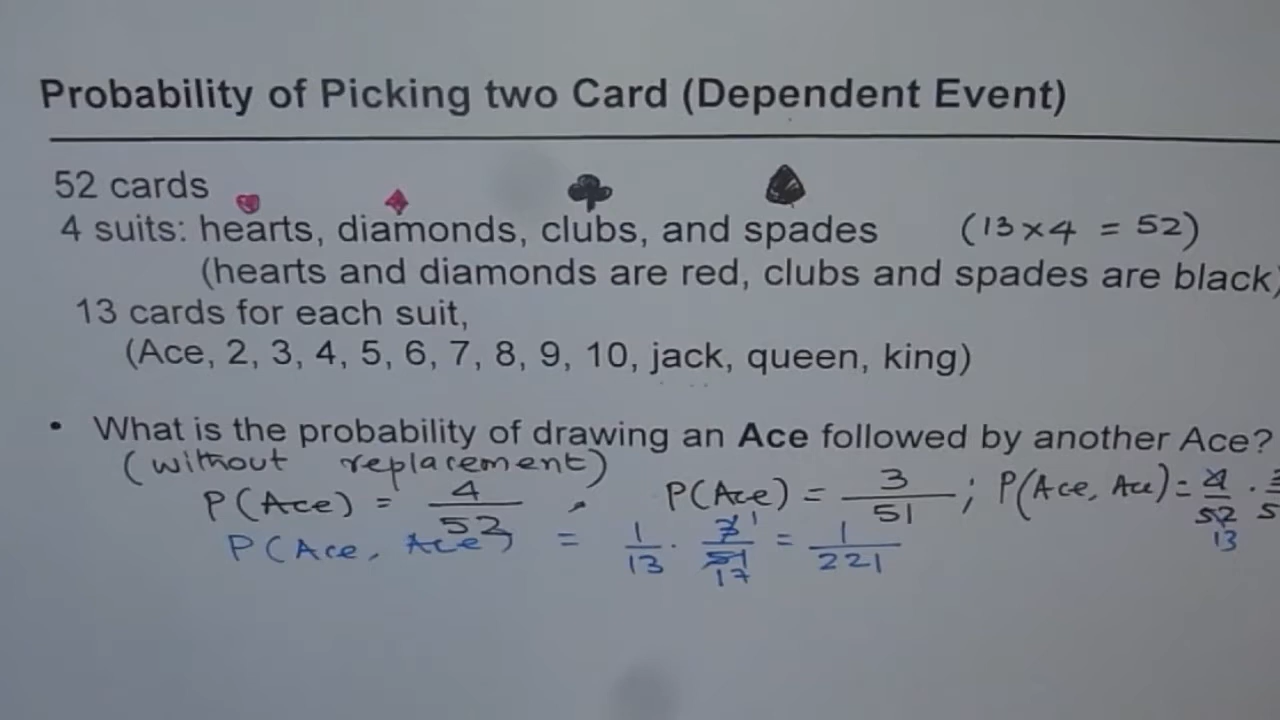 Probability of Picking two Card (Dependent Event)
52 cards
4 suits: hearts, diamonds, clubs, and spades (13 x 4 = 52)
(hearts and diamonds are red, clubs and spades are black)
13 cards for each suit,
(Ace, 2, 3, 4, 5, 6, 7, 8, 9, 10, jack, queen, king)
• What is the probability of drawing an Ace followed by another Ace?
(without replacement)
P(Ace) = 4/52 , P(Ace) = 3/51 ; P(Ace, Ace) = 4/52 13 · 3/5
P(Ace, Ace) = 1/13 · 3 1/51 17 = 1/221